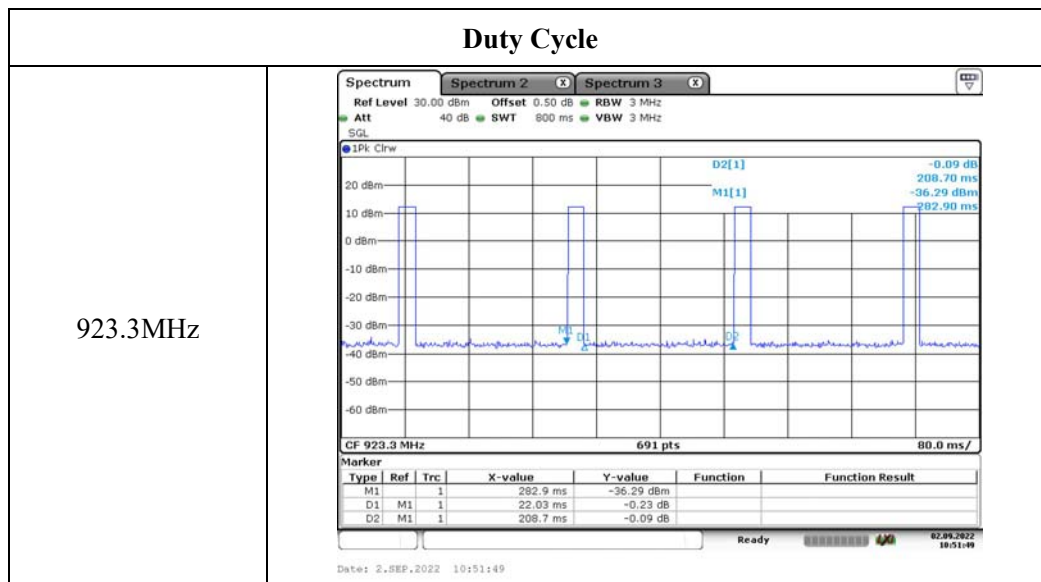 Duty Cycle
923.3MHz
Spectrum Spectrum 2 X Spectrum 3 X
Ref Level 30.00 dBm Offset 0.50 dB RBW 3 MHz
Att 40 dB SWT 800 ms VBW 3 MHz
SGL
1Pk Clrw
D2[1] -0.09 dB
208.70 ms
M1[1] -36.29 dBm
282.90 ms
20 dBm
10 dBm
0 dBm
-10 dBm
-20 dBm
-30 dBm
M1 D1 D2
-40 dBm
-50 dBm
-60 dBm
CF 923.3 MHz 691 pts 80.0 ms/
Marker
Type Ref Trc X-value Y-value Function Function Result
M1 1 282.9 ms -36.29 dBm
D1 M1 1 22.03 ms -0.23 dB
D2 M1 1 208.7 ms -0.09 dB
Ready 02.09.2022
10:51:49
Date: 2.SEP.2022 10:51:49